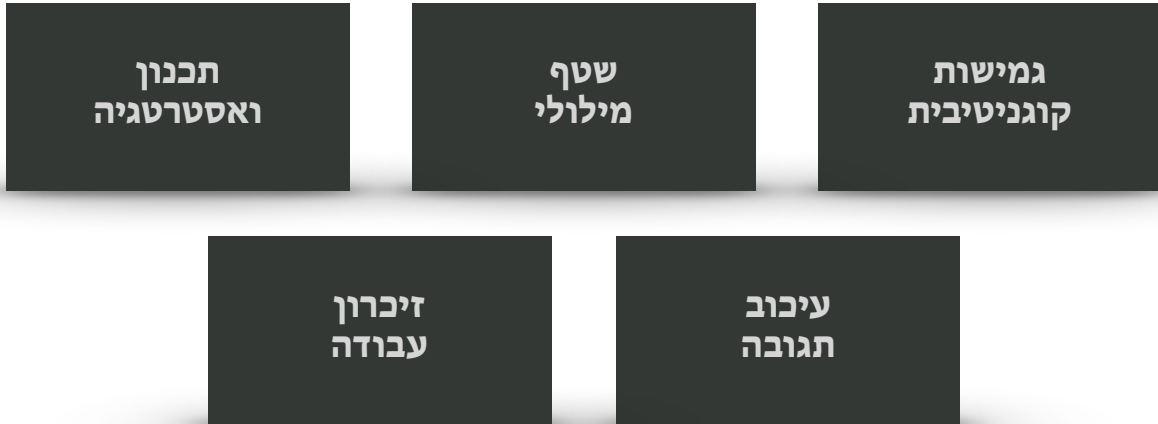 גמישות
קוגניטיבית
שטף
מילולי
תכנון
ואסטרטגיה
עיכוב
תגובה
זיכרון
עבודה